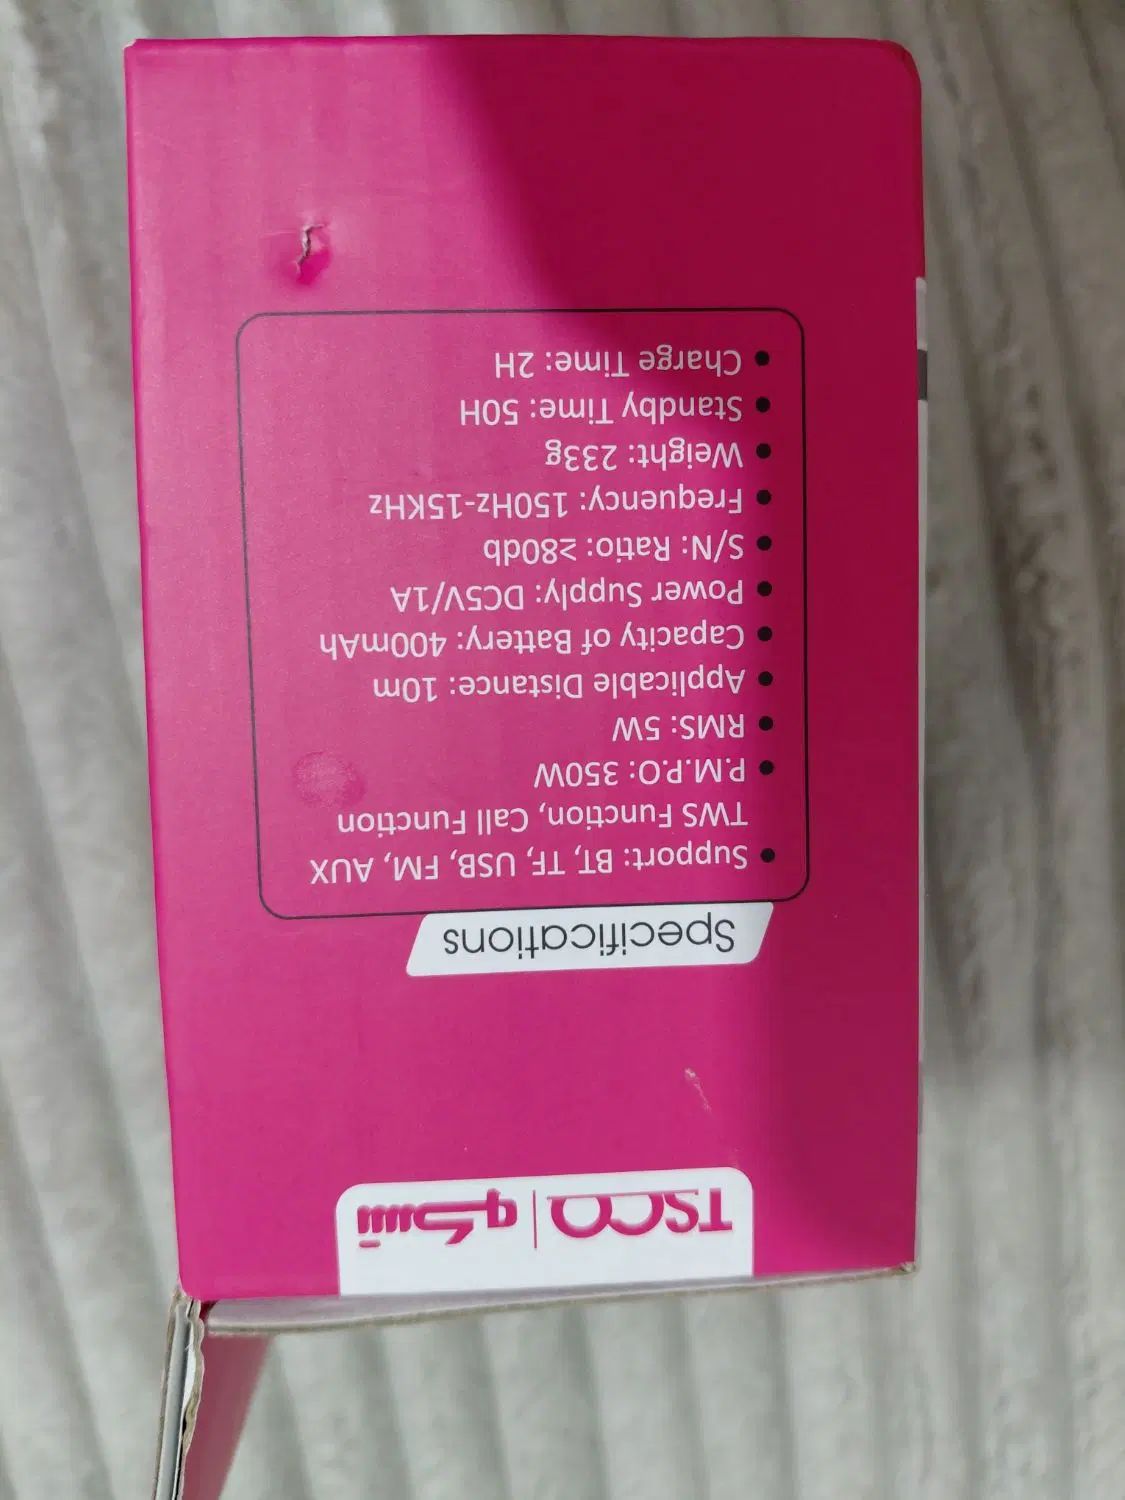 TSCO | تسکو
Specifications
• Support: BT, TF, USB, FM, AUX
TWS Function, Call Function
• P.M.P.O: 350W
• RMS: 5W
• Applicable Distance: 10m
• Capacity of Battery: 400mAh
• Power Supply: DC5V/1A
• S/N: Ratio: ≥80db
• Frequency: 150Hz-15KHz
• Weight: 233g
• Standby Time: 50H
• Charge Time: 2H